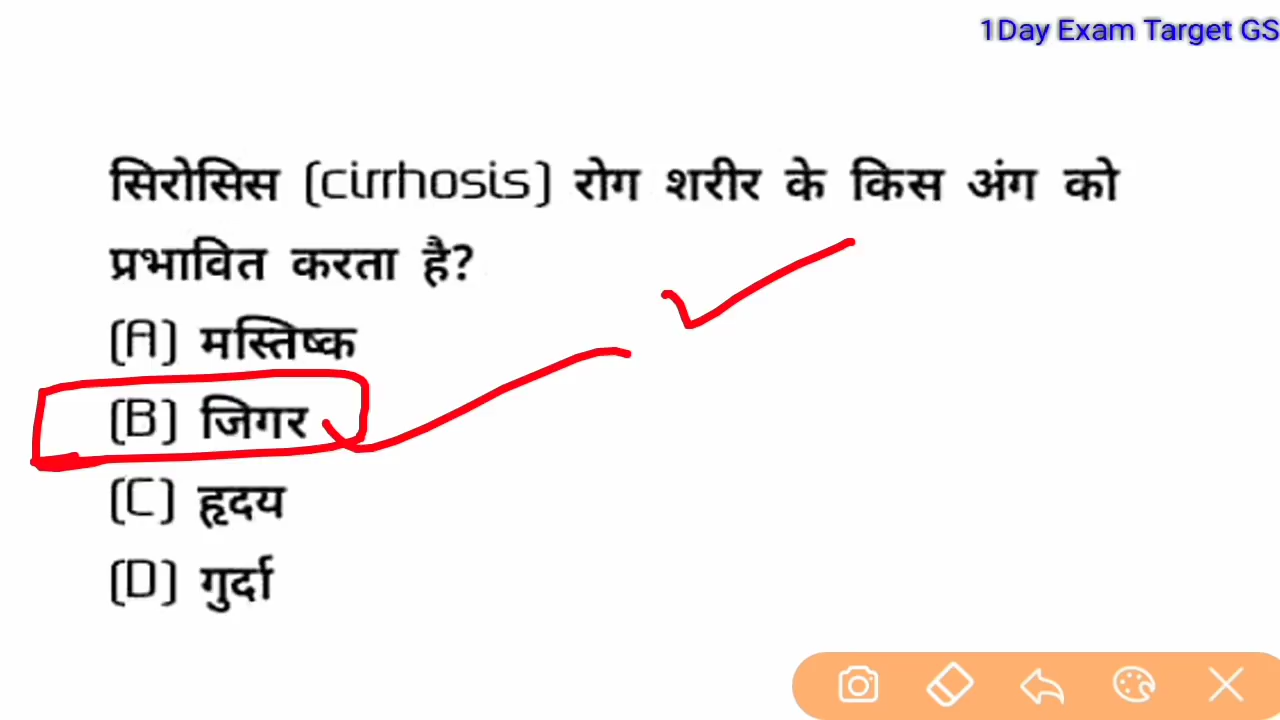 1Day Exam Target GS
सिरोसिस (cirrhosis) रोग शरीर के किस अंग को
प्रभावित करता है?
(A) मस्तिष्क
(B) जिगर
(C) हृदय
(D) गुर्दा